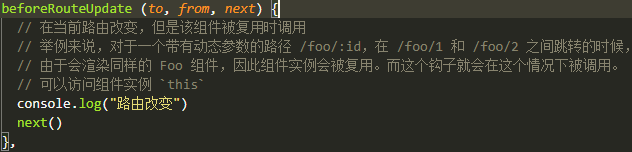 beforeRouteUpdate (to, from, next) {
// 在当前路由改变，但是该组件被复用时调用
// 举例来说，对于一个带有动态参数的路径 /foo/:id，在 /foo/1 和 /foo/2 之间跳转的时候，
// 由于会渲染同样的 Foo 组件，因此组件实例会被复用。而这个钩子就会在这个情况下被调用。
// 可以访问组件实例 `this`
console.log("路由改变")
next()
},